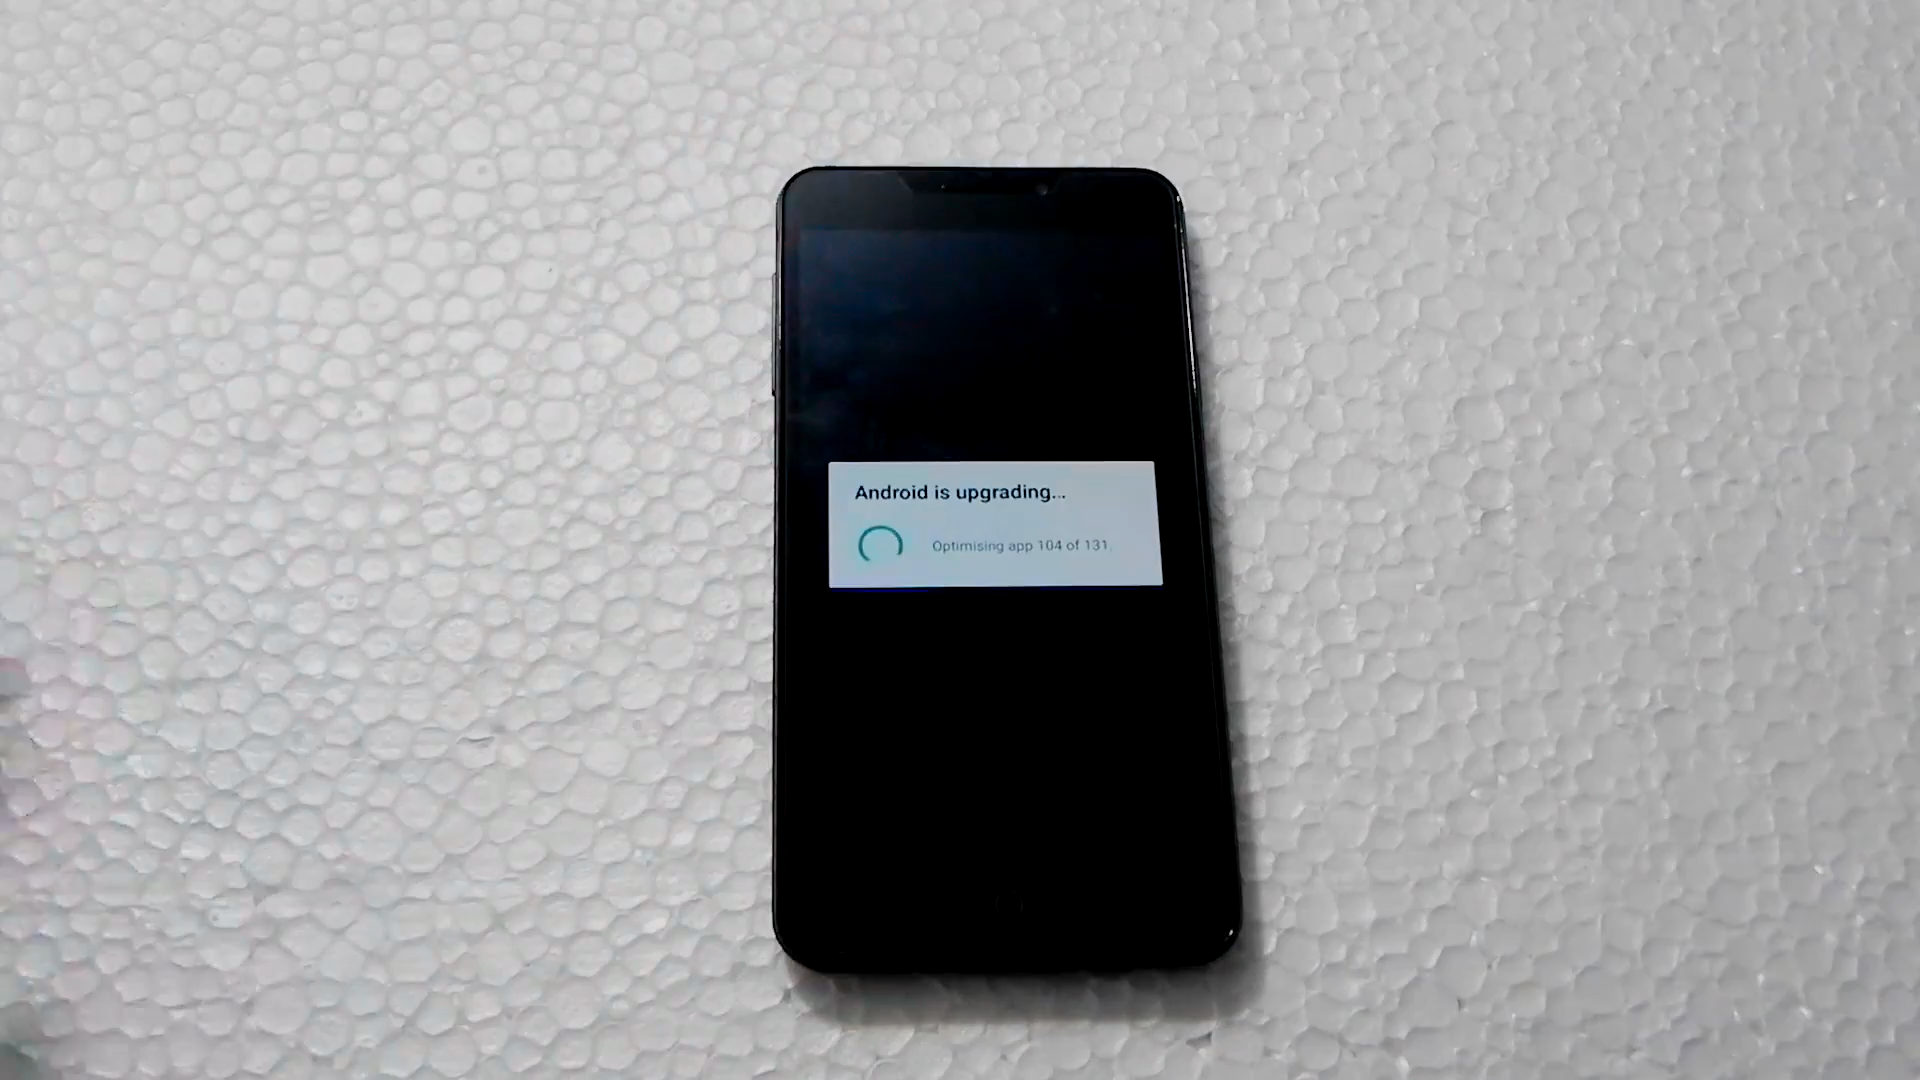 Android is upgrading...
Optimising app 104 of 131.